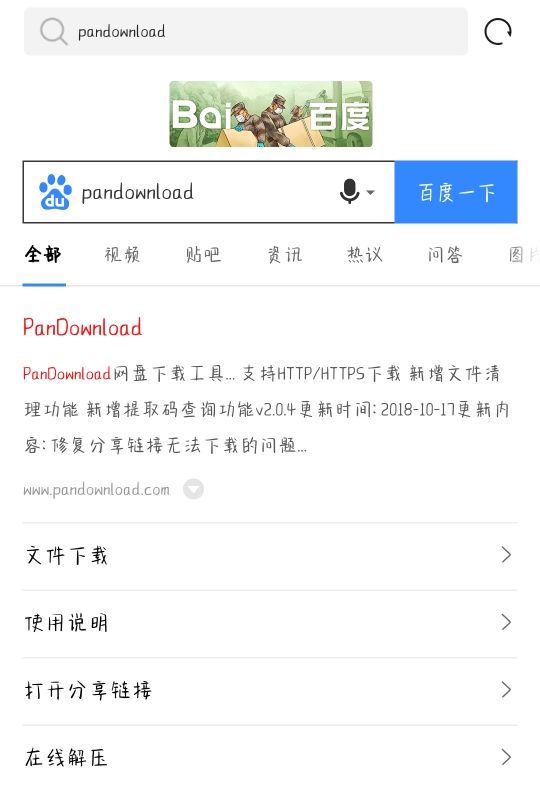 pandownload
Bai 百度
pandownload
百度一下
全部 视频 贴吧 资讯 热议 问答 图片
PanDownload
PanDownload网盘下载工具... 支持HTTP/HTTPS下载 新增文件清
理功能 新增提取码查询功能v2.0.4更新时间: 2018-10-17更新内
容: 修复分享链接无法下载的问题...
www.pandownload.com
文件下载
使用说明
打开分享链接
在线解压